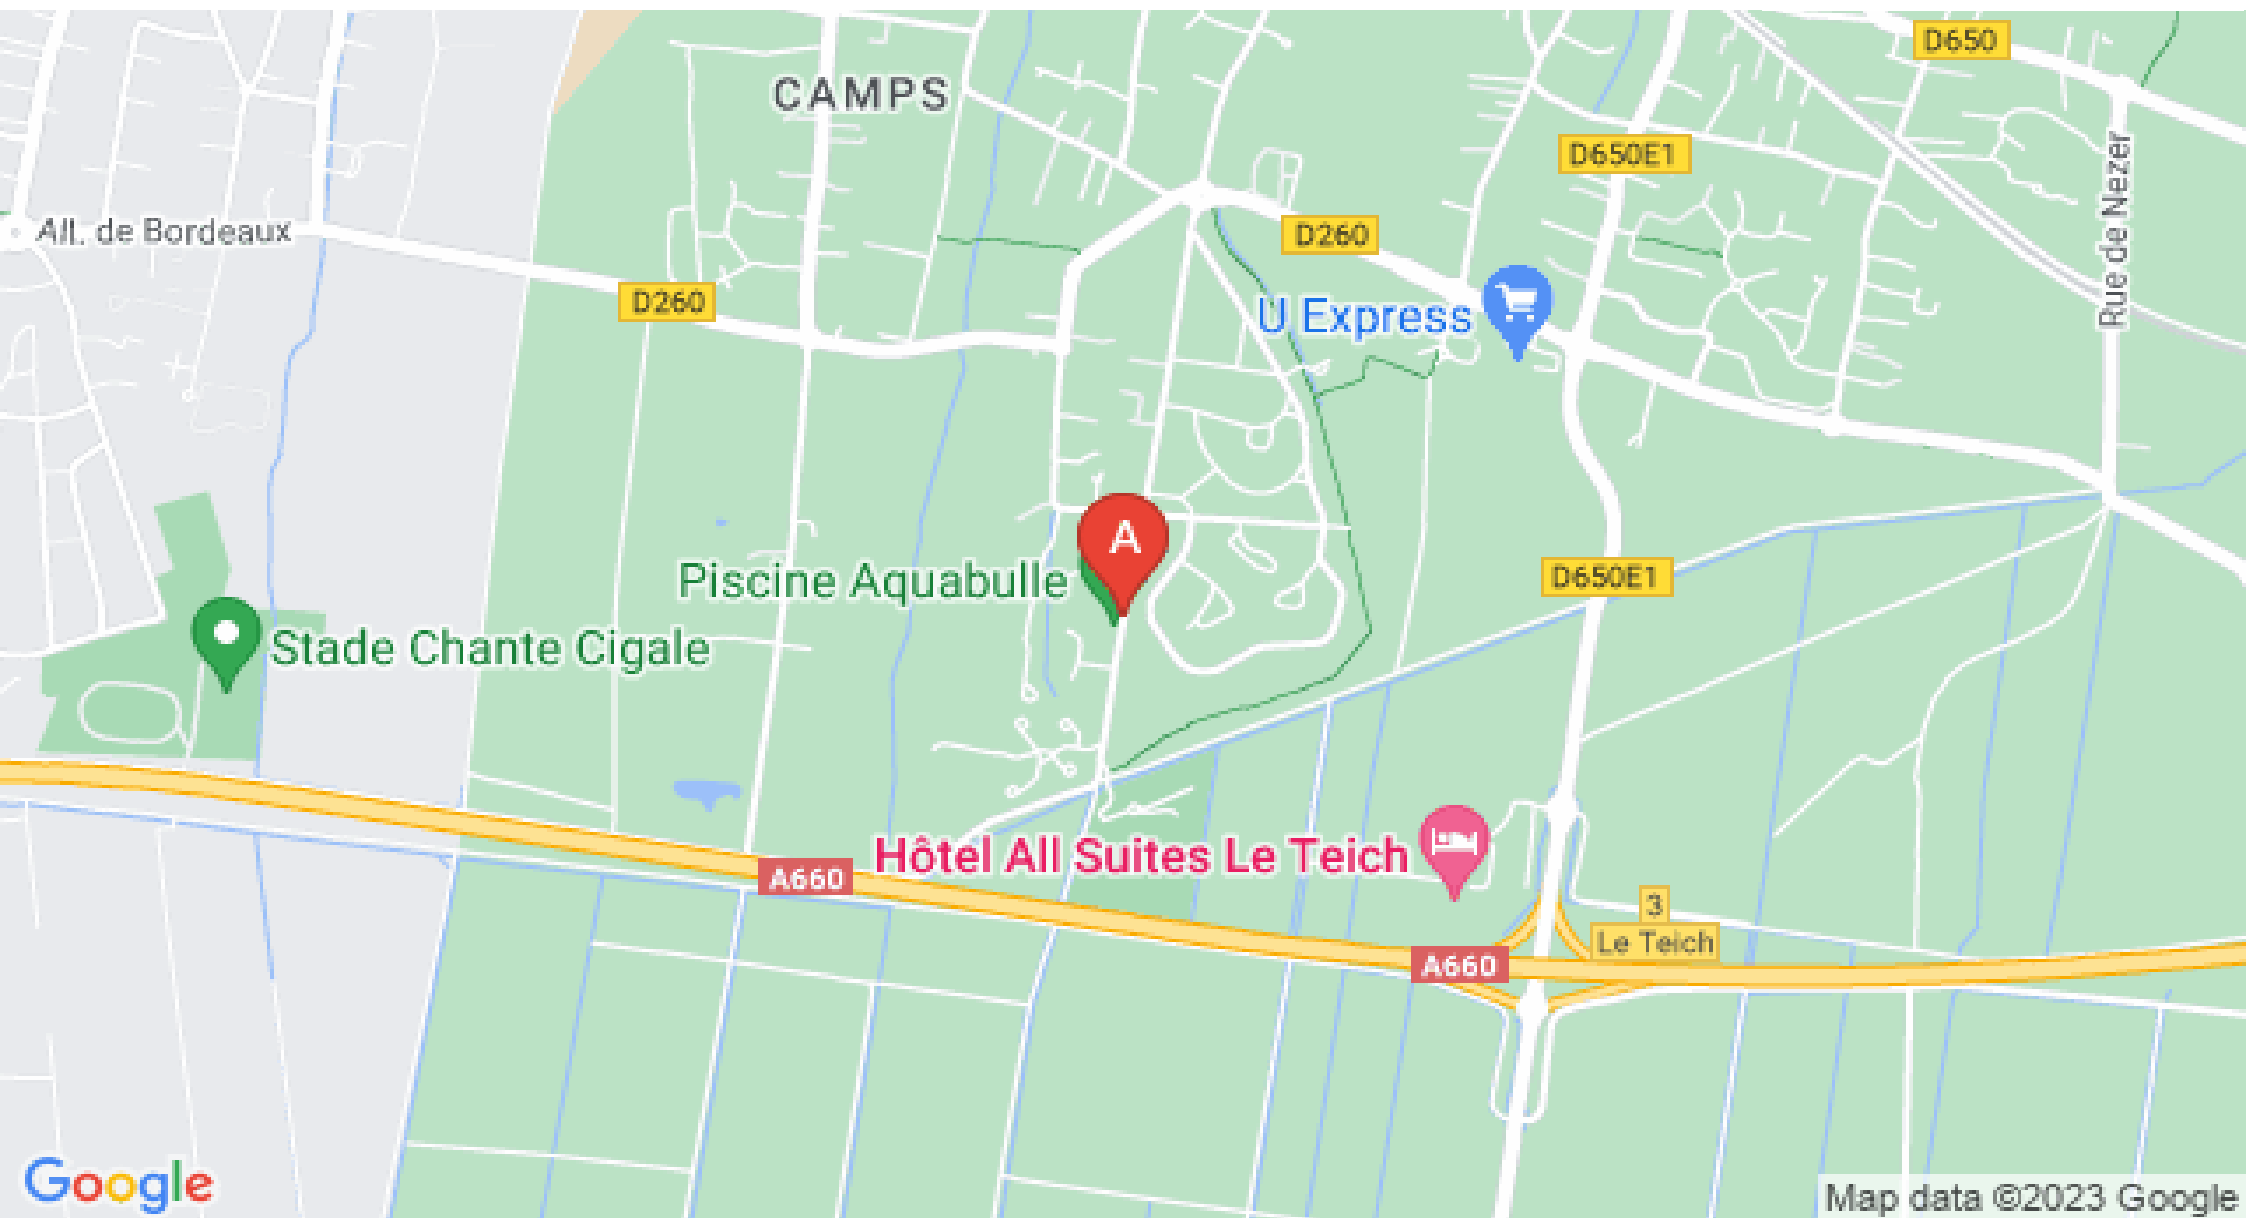 D650
CAMPS
D650E1
Rue de Nezer
All. de Bordeaux
D260
D260
U Express
A
Piscine Aquabulle
D650E1
Stade Chante Cigale
Hôtel All Suites Le Teich
A660
3
Le Teich
A660
Google
Map data ©2023 Google